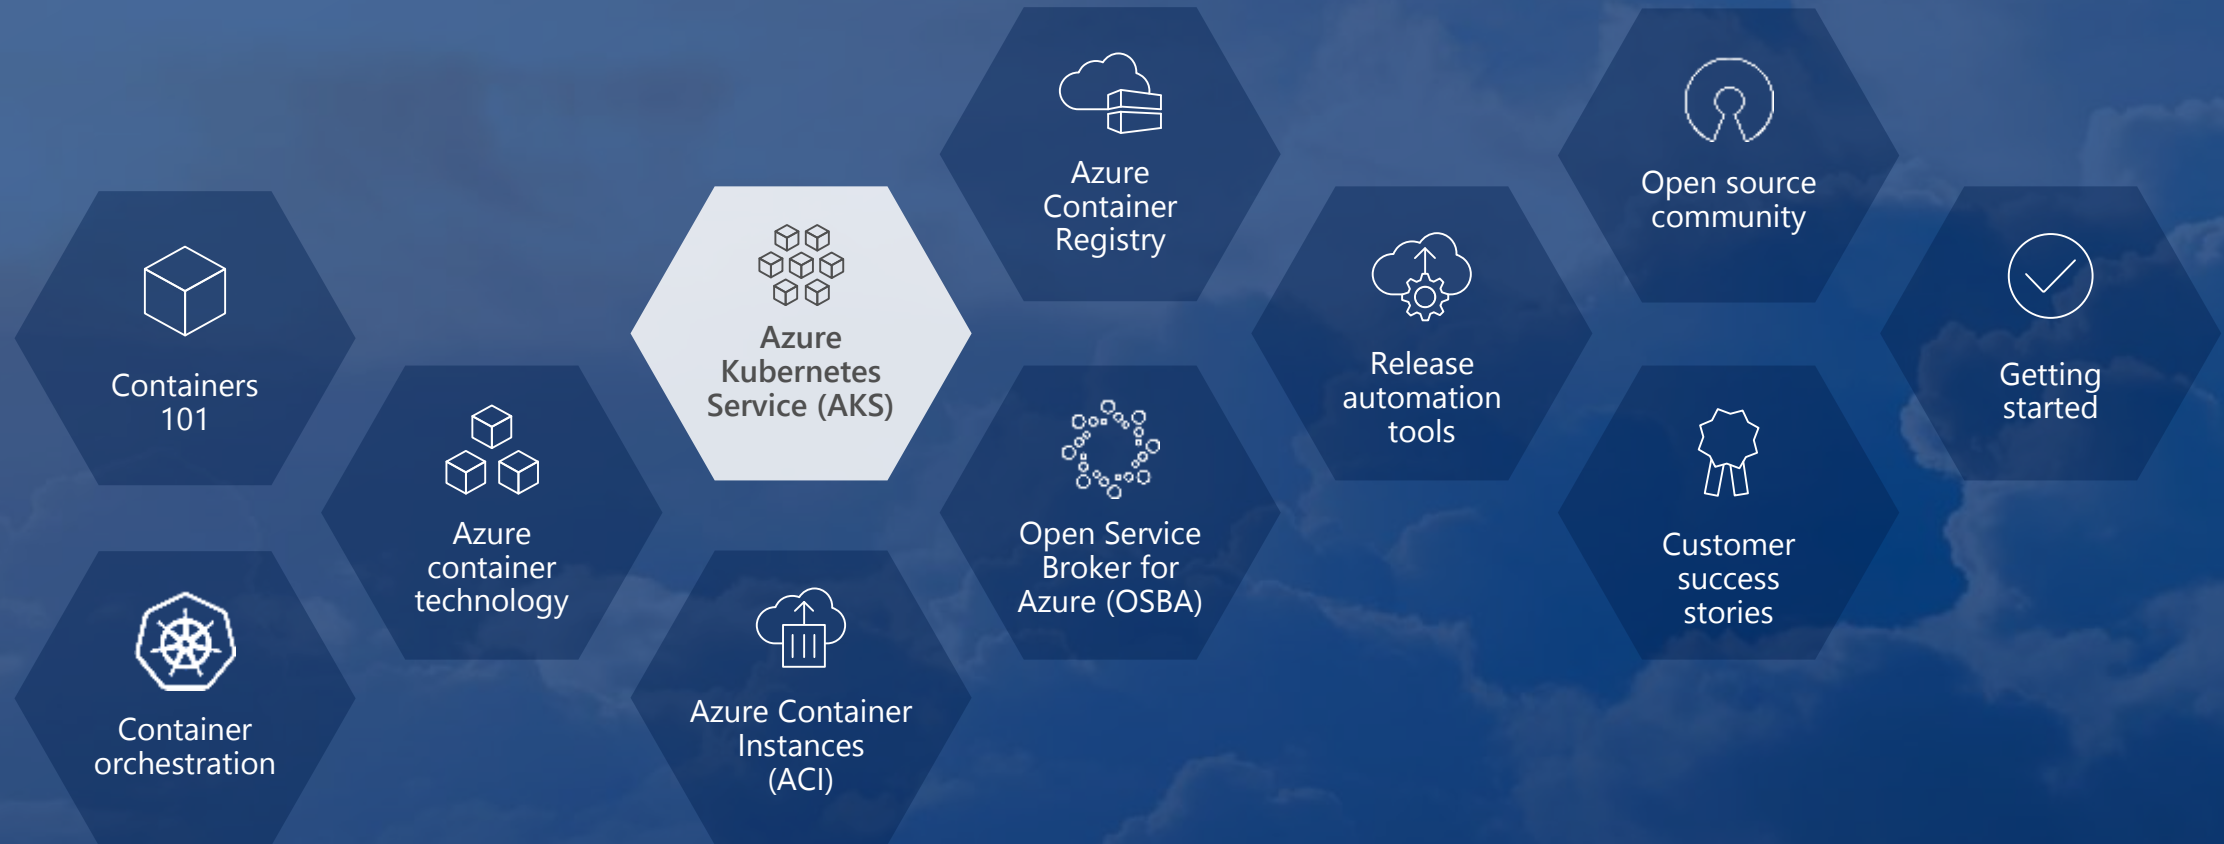 Containers
101
Container
orchestration
Azure
container
technology
Azure
Kubernetes
Service (AKS)
Azure Container
Instances
(ACI)
Azure
Container
Registry
Open Service
Broker for
Azure (OSBA)
Release
automation
tools
Open source
community
Customer
success
stories
Getting
started